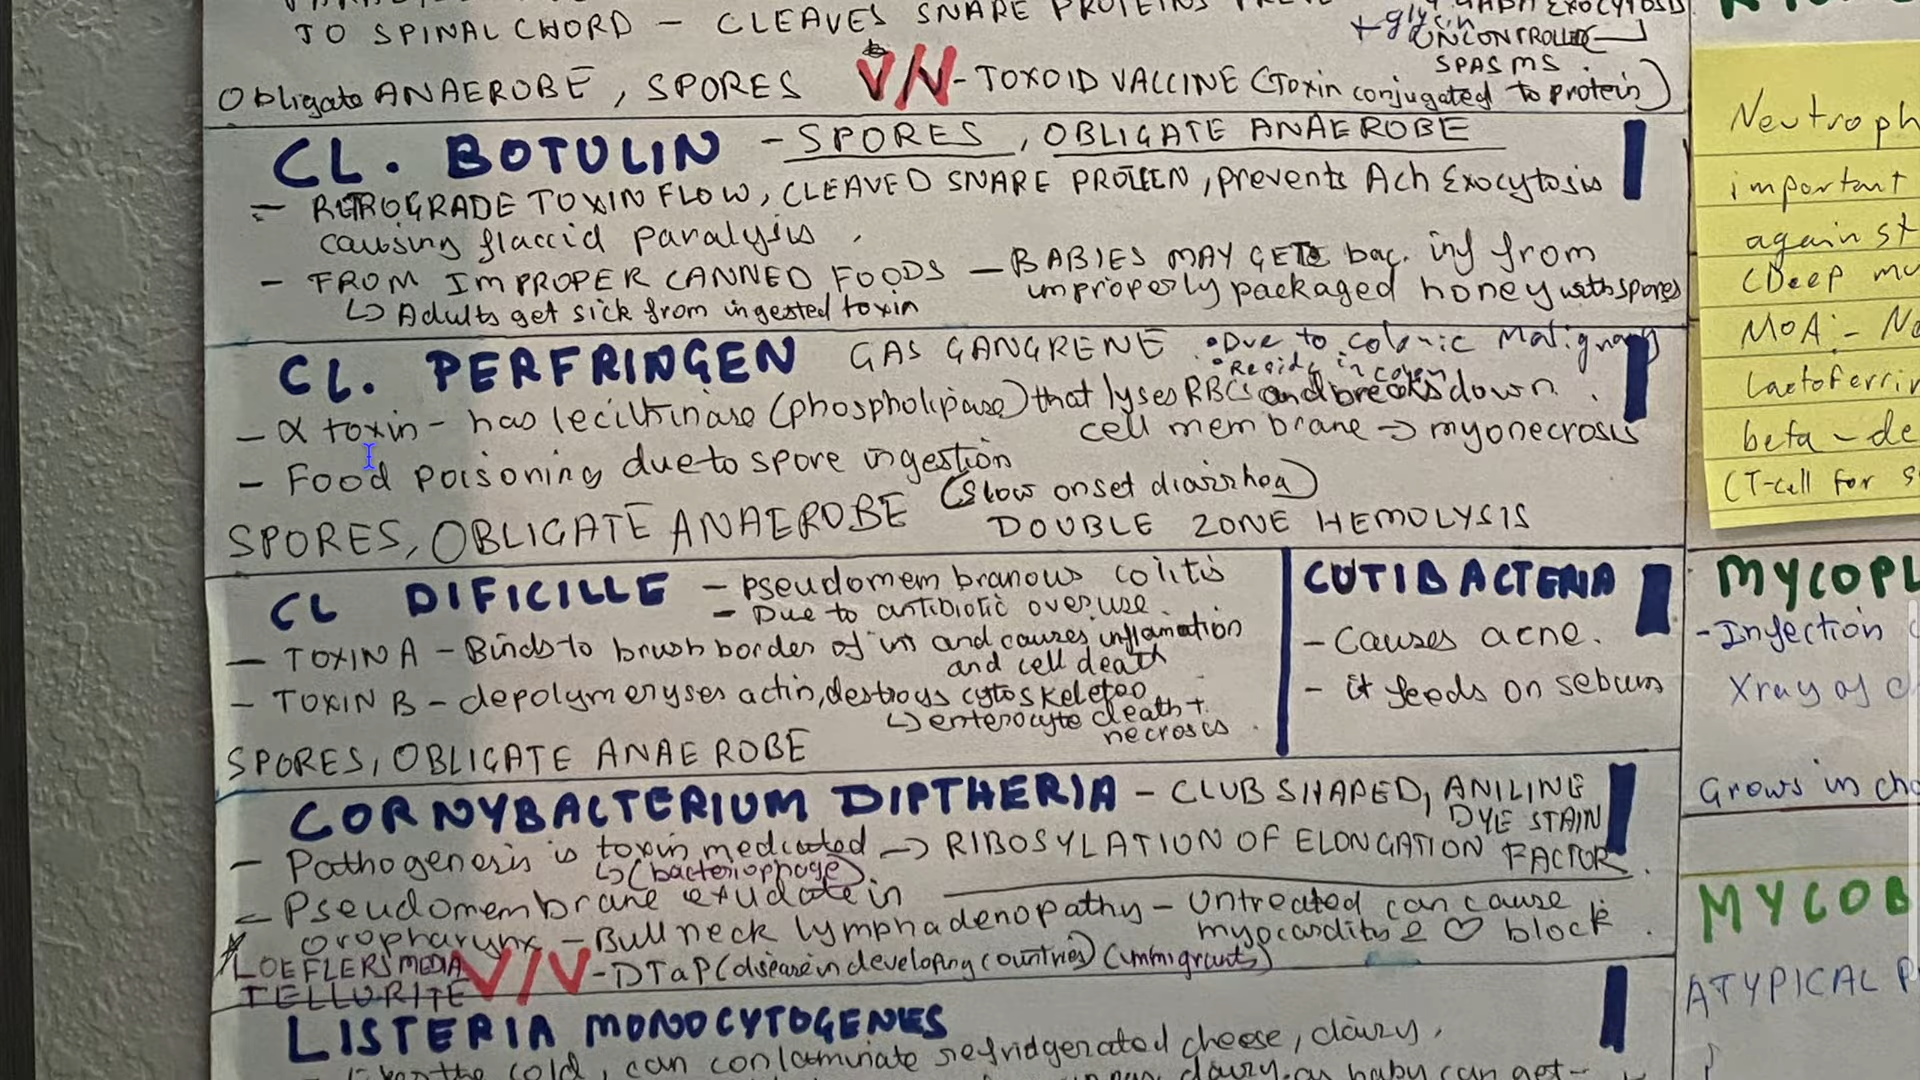 TO SPINAL CHORD - CLEAVES SNARE PROTEINS
+ glycin
UNCONTROLLED
SPASMS.
Obligate ANAEROBE, SPORES V/V - TOXOID VACCINE (Toxin conjugated to protein)
CL. BOTULIN - SPORES, OBLIGATE ANAEROBE
- RETROGRADE TOXIN FLOW, CLEAVED SNARE PROTEEN, prevents Ach Exocytosis
causing flaccid paralysis.
- FROM IMPROPER CANNED FOODS - BABIES MAY GET bac. inf from
improperly packaged honey with spores
↳ Adults get sick from ingested toxin
CL. PERFRINGEN GAS GANGRENE • Due to colonic Malignancy
• Reside in colon
- α toxin - has lecithinase (phospholipase) that lyses RBCs and breaks down
cell membrane → myonecrosis
- Food poisoning due to spore ingestion
(Slow onset diarrhea)
SPORES, OBLIGATE ANAEROBE DOUBLE ZONE HEMOLYSIS
CL DIFICILLE - pseudomembranous colitis
- Due to antibiotic overuse.
- TOXIN A - Binds to brush border of int and causes inflamation
and cell death
- TOXIN B - depolymeryses actin, destroys cytoskeleton
↳ enterocyte death +
necrosis.
SPORES, OBLIGATE ANAEROBE
CUTIBACTERIA
- Causes acne.
- it feeds on sebum
CORNYBACTERIUM DIPTHERIA - CLUB SHAPED, ANILINE
DYE STAIN
- Pathogenesis is toxin mediated → RIBOSYLATION OF ELONGATION FACTOR.
↳ (bacteriophage)
- Pseudomembrane exudate in
oropharynx - Bull neck lymphadenopathy - Untreated can cause
myocarditis & ♡ block.
LOEFLERS MEDIA
TELLURITE V/V - DTaP (disease in developing countries) (immigrants)
LISTERIA MONOCYTOGENES
can contaminate refridgerated cheese, dairy,
baby can get -
Neutroph
important
against
(Deep
MOA:-
Lactoferrin
beta-de
(T-cell for
MYCOPL
- Infection
Xray of
Grows in
MYCOB
ATYPICAL P